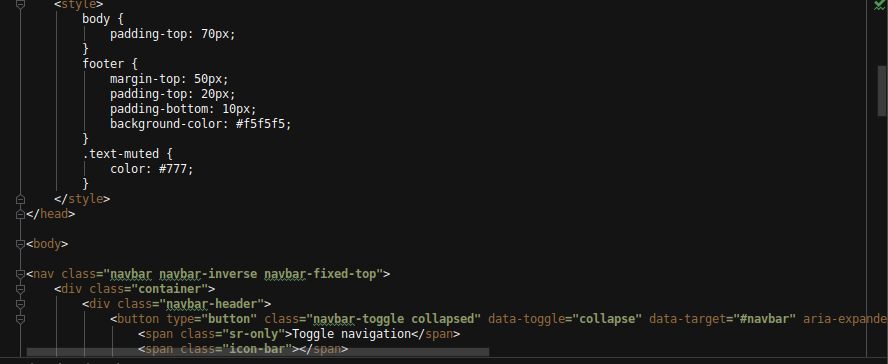 <style>
body {
padding-top: 70px;
}
footer {
margin-top: 50px;
padding-top: 20px;
padding-bottom: 10px;
background-color: #f5f5f5;
}
.text-muted {
color: #777;
}
</style>
</head>
<body>
<nav class="navbar navbar-inverse navbar-fixed-top">
<div class="container">
<div class="navbar-header">
<button type="button" class="navbar-toggle collapsed" data-toggle="collapse" data-target="#navbar" aria-expande
<span class="sr-only">Toggle navigation</span>
<span class="icon-bar"></span>